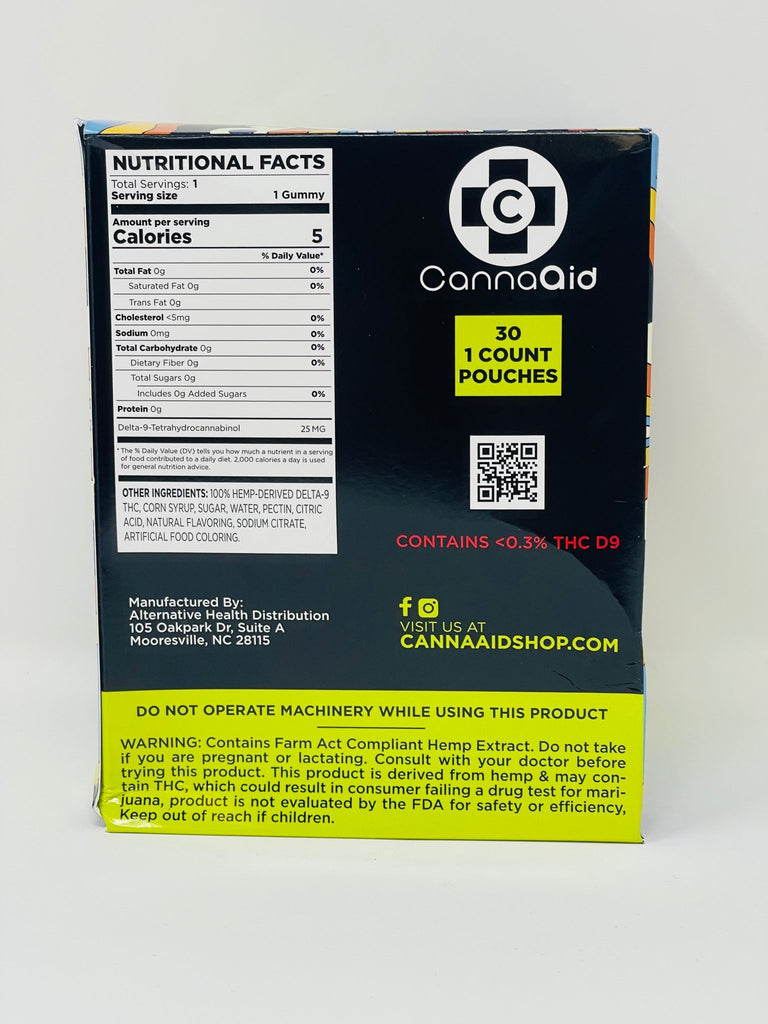 NUTRITIONAL FACTS
Total Servings: 1
Serving size 1 Gummy
Amount per serving
Calories 5
% Daily Value*
Total Fat 0g 0%
Saturated Fat 0g 0%
Trans Fat 0g
Cholesterol <5mg 0%
Sodium 0mg 0%
Total Carbohydrate 0g 0%
Dietary Fiber 0g 0%
Total Sugars 0g
Includes 0g Added Sugars 0%
Protein 0g
Delta-9-Tetrahydrocannabinol 25 MG
*The % Daily Value (DV) tells you how much a nutrient in a serving
of food contributed to a daily diet. 2,000 calories a day is used
for general nutrition advice.
OTHER INGREDIENTS: 100% HEMP-DERIVED DELTA-9
THC, CORN SYRUP, SUGAR, WATER, PECTIN, CITRIC
ACID, NATURAL FLAVORING, SODIUM CITRATE,
ARTIFICIAL FOOD COLORING.
Manufactured By:
Alternative Health Distribution
105 Oakpark Dr, Suite A
Mooresville, NC 28115
C
CannaAid
30
1 COUNT
POUCHES
CONTAINS <0.3% THC D9
VISIT US AT
CANNAAIDSHOP.COM
DO NOT OPERATE MACHINERY WHILE USING THIS PRODUCT
WARNING: Contains Farm Act Compliant Hemp Extract. Do not take
if you are pregnant or lactating. Consult with your doctor before
trying this product. This product is derived from hemp & may con-
tain THC, which could result in consumer failing a drug test for mari-
juana, product is not evaluated by the FDA for safety or efficiency,
Keep out of reach if children.